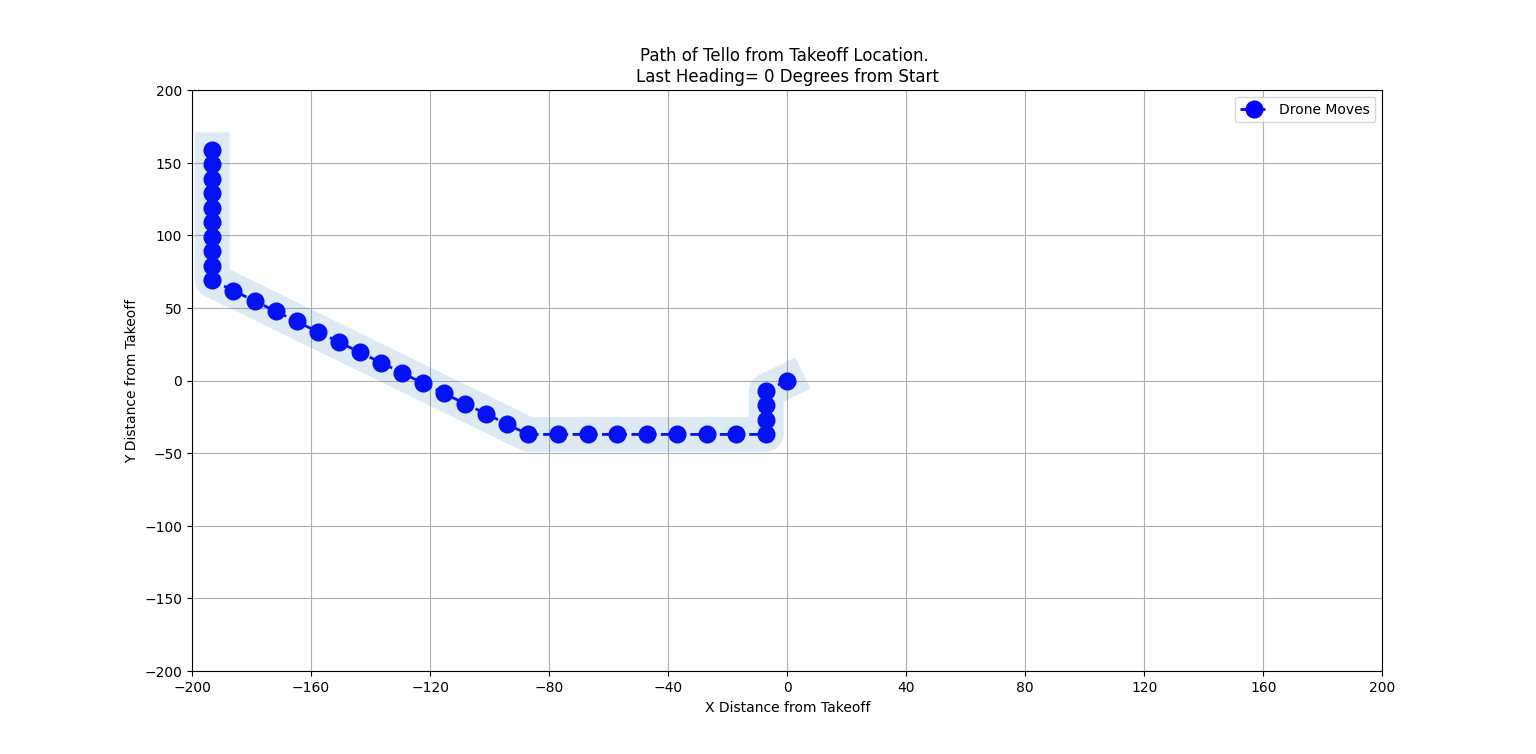 Path of Tello from Takeoff Location.
Last Heading= 0 Degrees from Start
Drone Moves
200
150
100
50
0
−50
−100
−150
−200
Y Distance from Takeoff
−200 −160 −120 −80 −40 0 40 80 120 160 200
X Distance from Takeoff